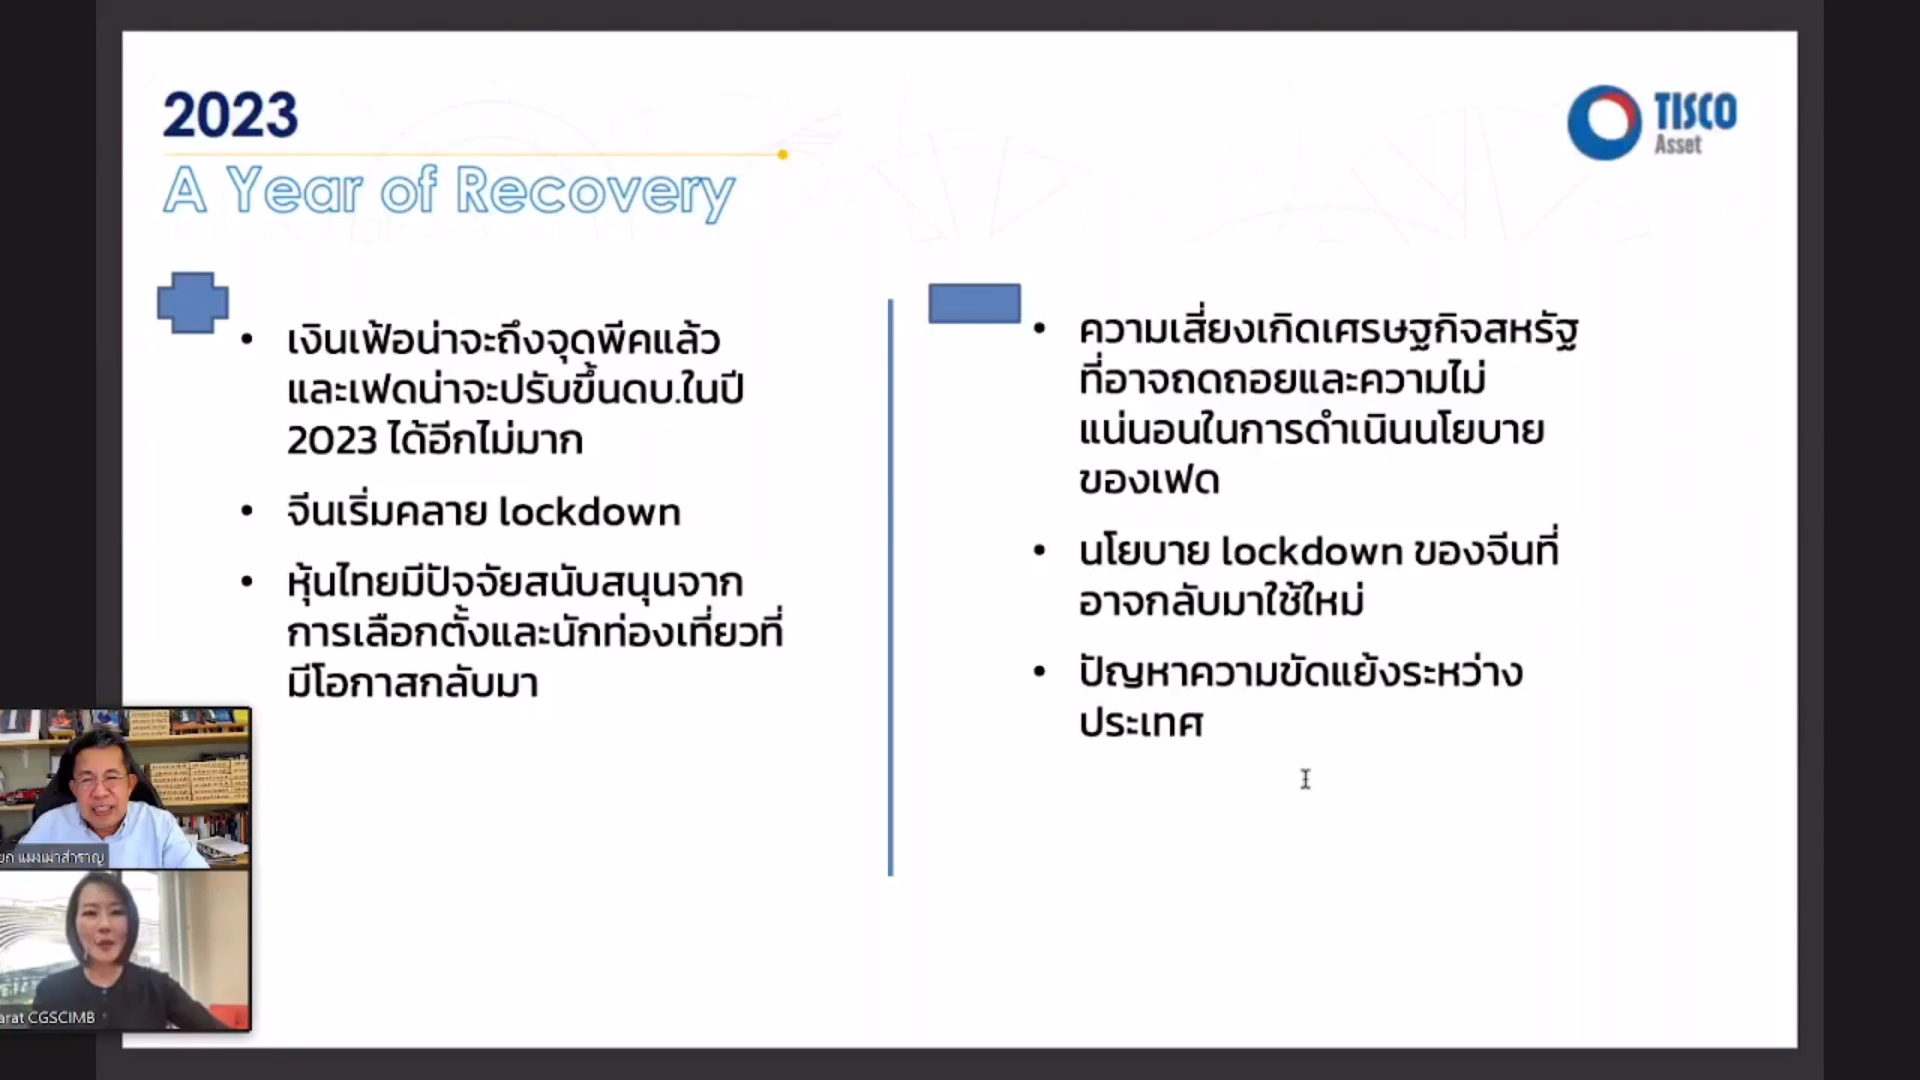 2023
A Year of Recovery
TISCO
Asset
• เงินเฟ้อน่าจะถึงจุดพีคแล้ว
และเฟดน่าจะปรับขึ้นดบ.ในปี
2023 ได้อีกไม่มาก
• จีนเริ่มคลาย lockdown
• หุ้นไทยมีปัจจัยสนับสนุนจาก
การเลือกตั้งและนักท่องเที่ยวที่
มีโอกาสกลับมา
• ความเสี่ยงเกิดเศรษฐกิจสหรัฐ
ที่อาจถดถอยและความไม่
แน่นอนในการดำเนินนโยบาย
ของเฟด
• นโยบาย lockdown ของจีนที่
อาจกลับมาใช้ใหม่
• ปัญหาความขัดแย้งระหว่าง
ประเทศ
แมงเม่าสำราญ
arat CGSCIMB